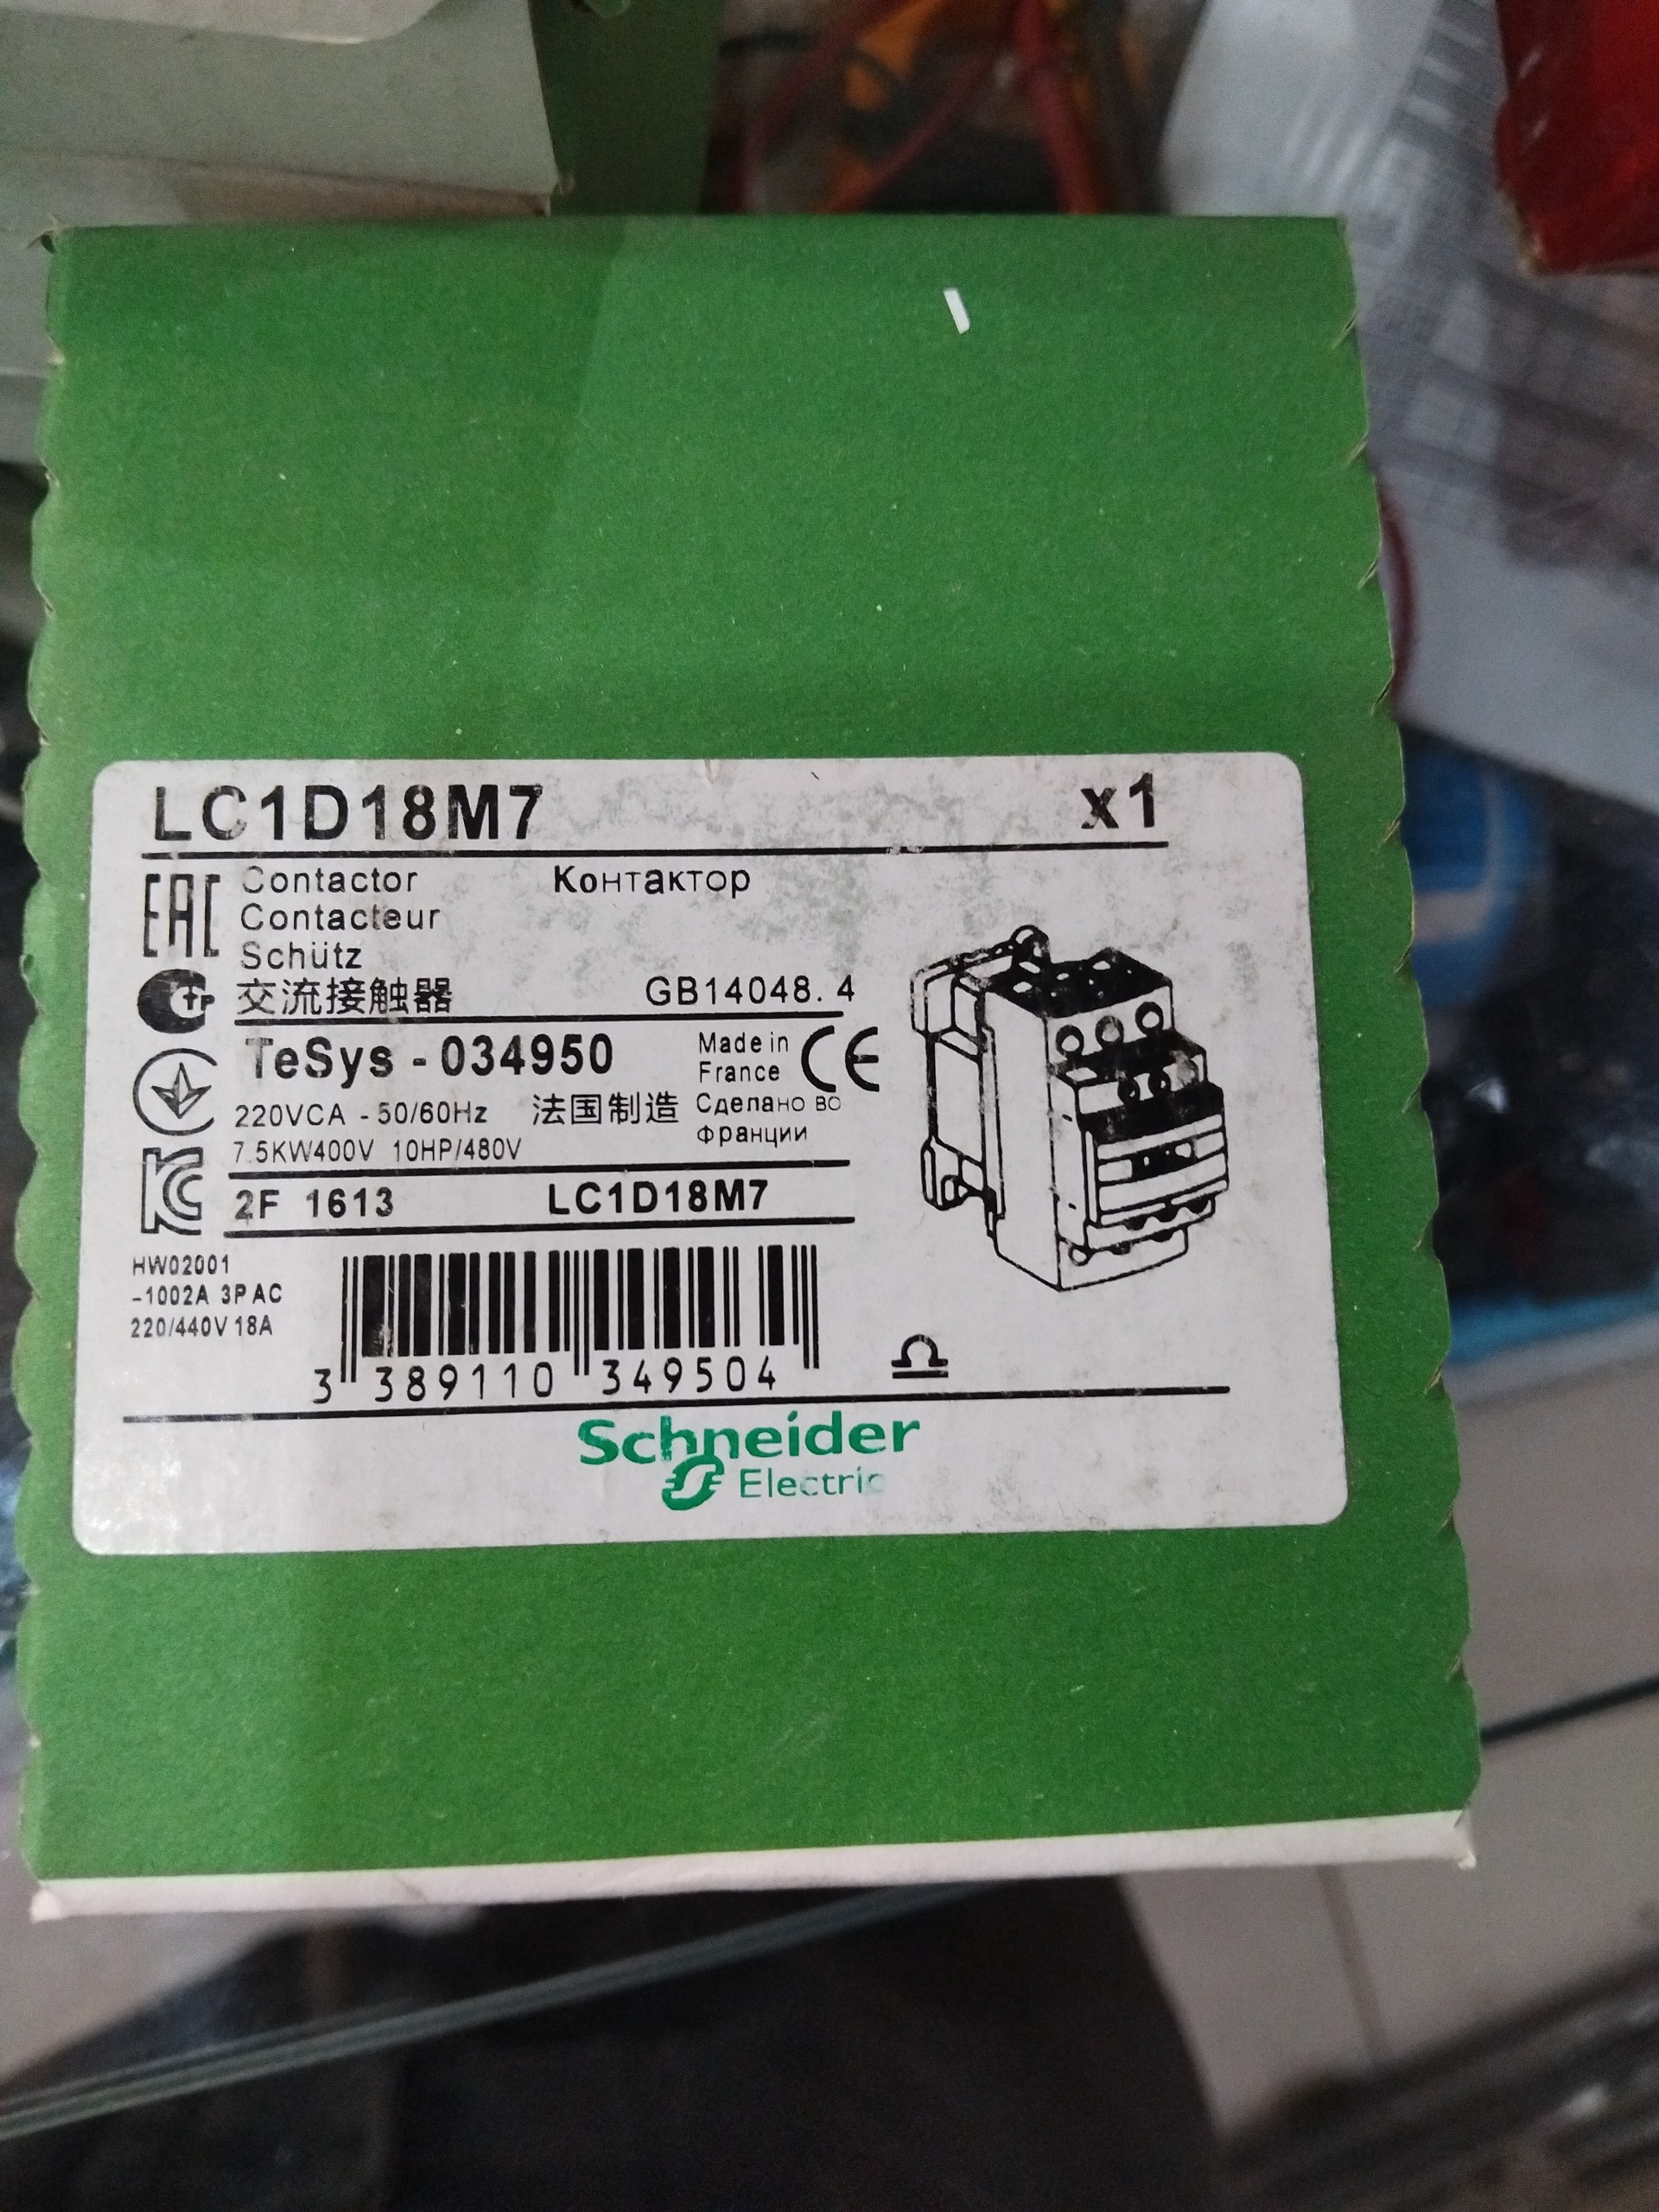 LC1D18M7 x1
EAC Contactor Контактор
Contacteur
Schütz
交流接触器 GB14048.4
TeSys - 034950 Made in France CE
220VCA - 50/60Hz 法国制造 Сделано во Франции
7.5KW400V 10HP/480V
2F 1613 LC1D18M7
HW02001
-1002A 3P AC
220/440V 18A
3 389110 349504
Schneider
Electric